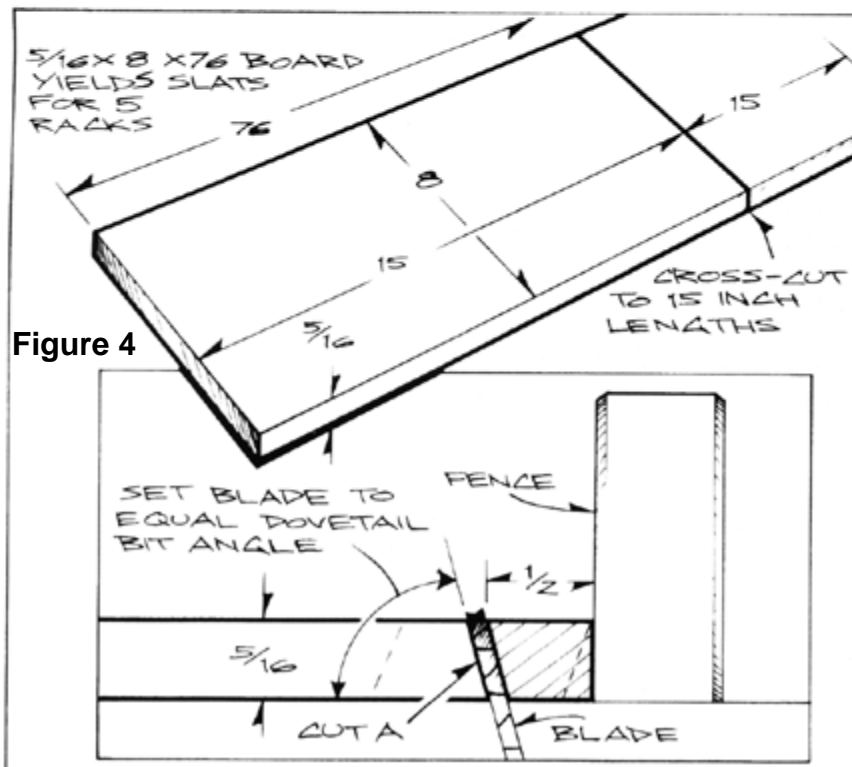 5/16 X 8 X 76 BOARD
YIELDS SLATS
FOR 5
RACKS
76
15
8
15
5/16
CROSS-CUT
TO 15 INCH
LENGTHS
Figure 4
SET BLADE TO
EQUAL DOVETAIL
BIT ANGLE
FENCE
1/2
5/16
CUT A
BLADE